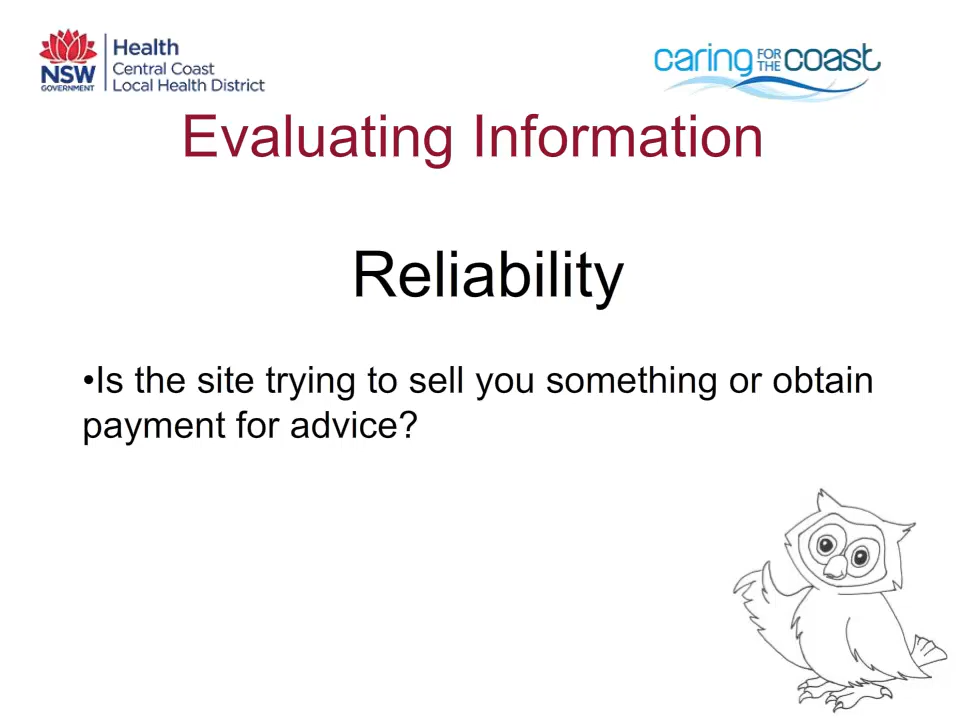 Health
Central Coast
Local Health District
NSW
GOVERNMENT
caring FOR THE coast
Evaluating Information
Reliability
•Is the site trying to sell you something or obtain
payment for advice?